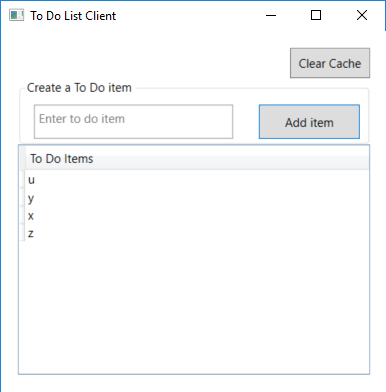 To Do List Client
Clear Cache
Create a To Do item
Enter to do item
Add item
To Do Items
u
y
x
z